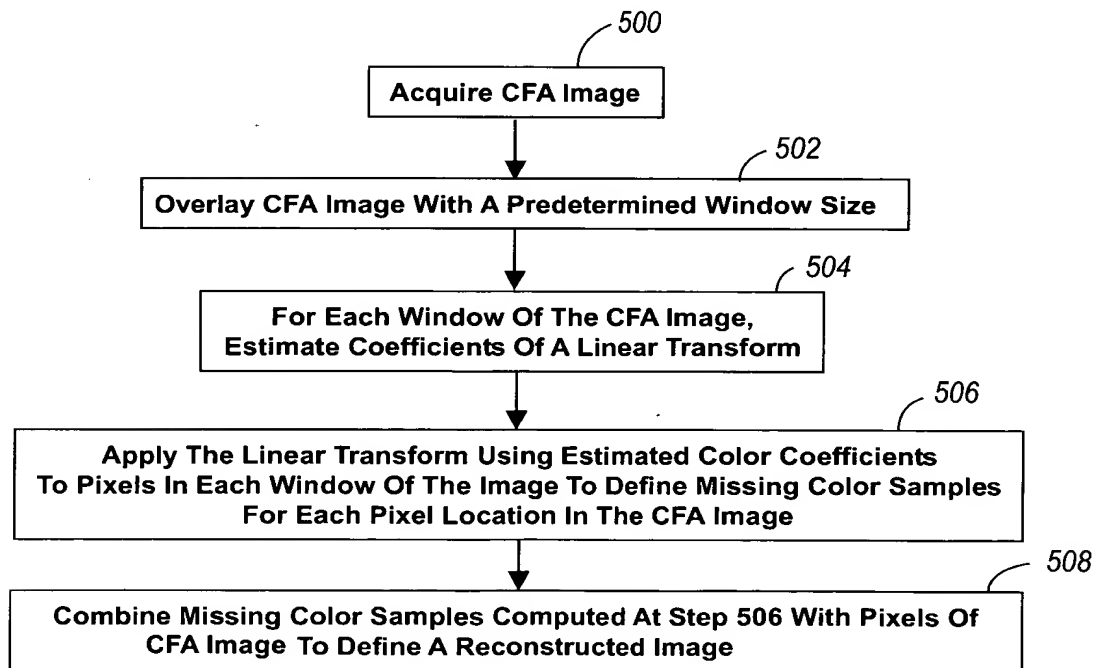 500
Acquire CFA Image
502
Overlay CFA Image With A Predetermined Window Size
504
For Each Window Of The CFA Image,
Estimate Coefficients Of A Linear Transform
506
Apply The Linear Transform Using Estimated Color Coefficients
To Pixels In Each Window Of The Image To Define Missing Color Samples
For Each Pixel Location In The CFA Image
508
Combine Missing Color Samples Computed At Step 506 With Pixels Of
CFA Image To Define A Reconstructed Image